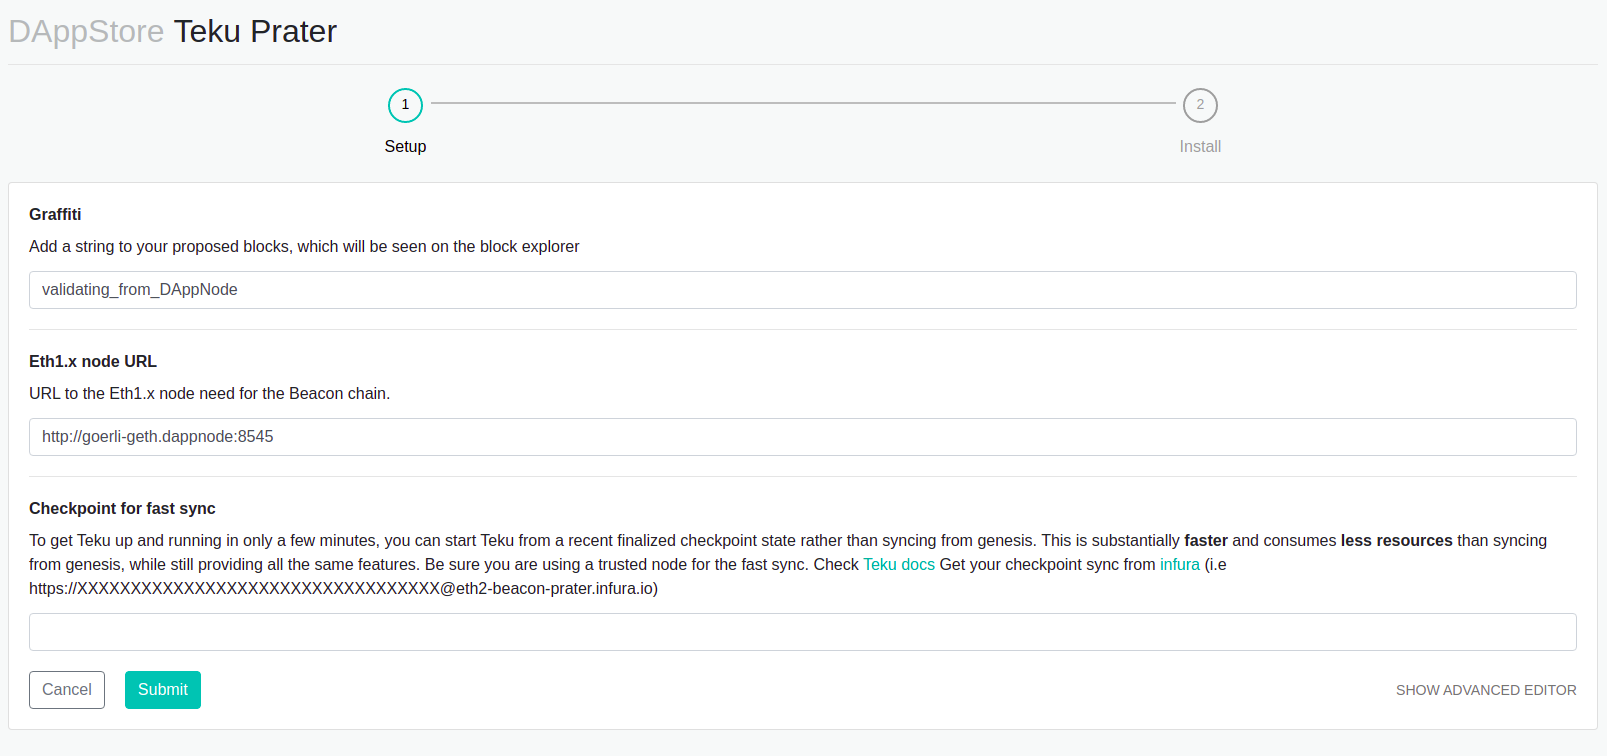 DAppStore Teku Prater
1
2
Setup
Install
Graffiti
Add a string to your proposed blocks, which will be seen on the block explorer
validating_from_DAppNode
Eth1.x node URL
URL to the Eth1.x node need for the Beacon chain.
http://goerli-geth.dappnode:8545
Checkpoint for fast sync
To get Teku up and running in only a few minutes, you can start Teku from a recent finalized checkpoint state rather than syncing from genesis. This is substantially faster and consumes less resources than syncing
from genesis, while still providing all the same features. Be sure you are using a trusted node for the fast sync. Check Teku docs Get your checkpoint sync from infura (i.e
https://XXXXXXXXXXXXXXXXXXXXXXXXXXXXXXXXXX@eth2-beacon-prater.infura.io)
Cancel
Submit
SHOW ADVANCED EDITOR